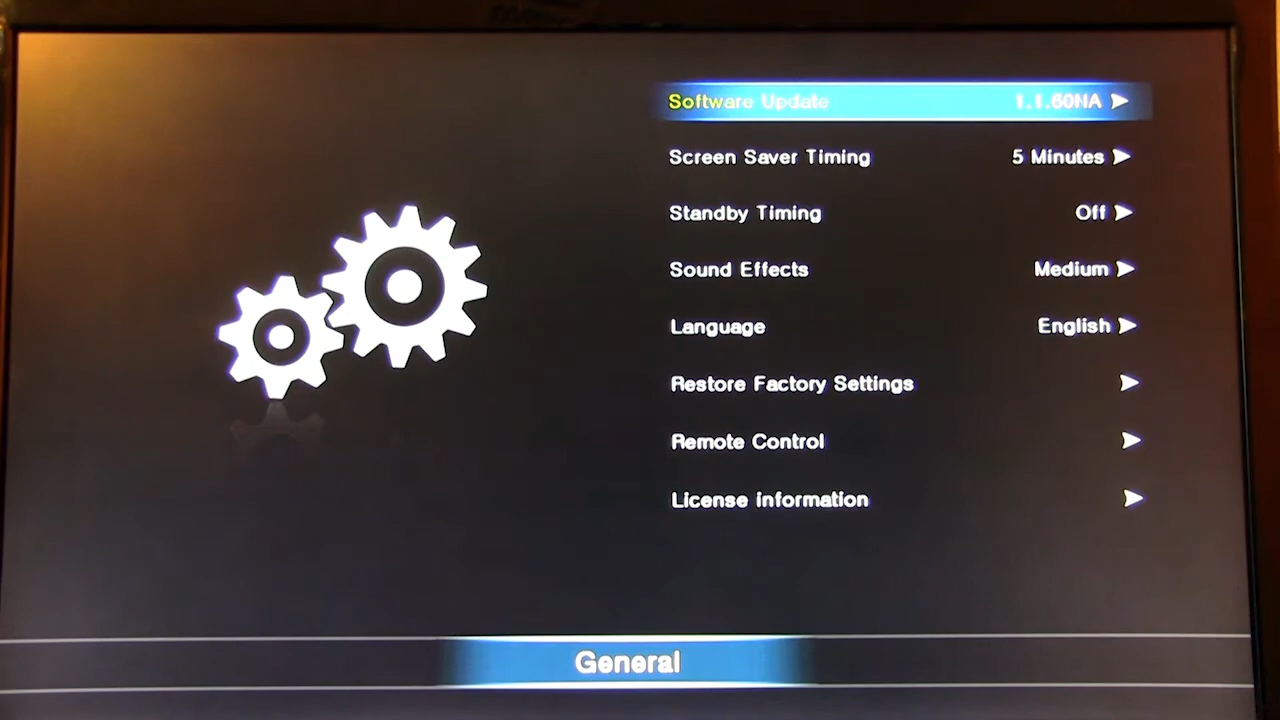 Software Update 1.1.60NA
Screen Saver Timing 5 Minutes
Standby Timing Off
Sound Effects Medium
Language English
Restore Factory Settings
Remote Control
License information
General